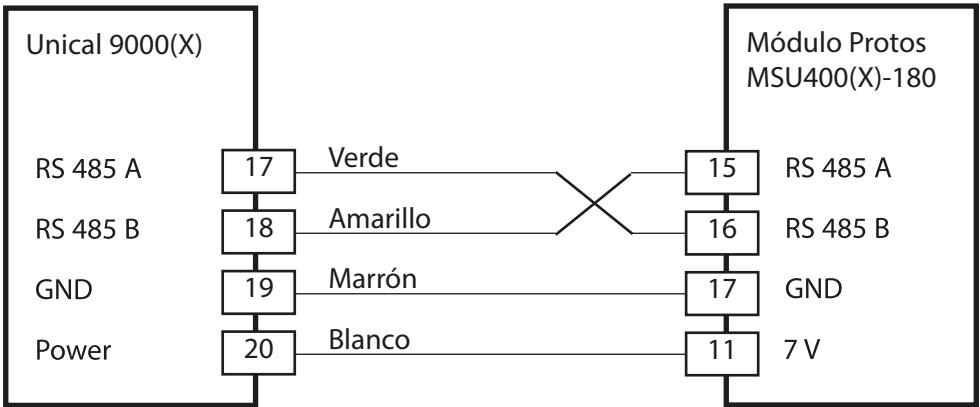 Unical 9000(X)
Módulo Protos
MSU400(X)-180
RS 485 A 17 Verde 15 RS 485 A
RS 485 B 18 Amarillo 16 RS 485 B
GND 19 Marrón 17 GND
Power 20 Blanco 11 7 V